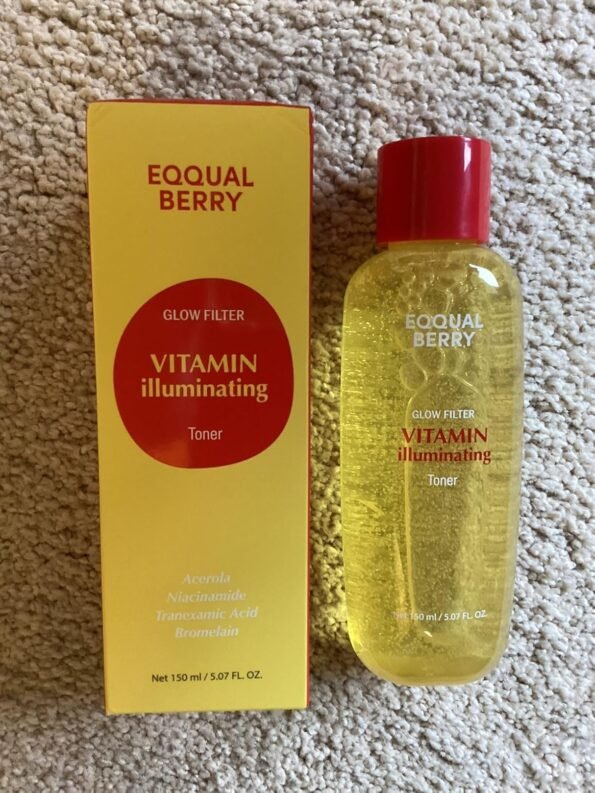 EQQUAL
BERRY
GLOW FILTER
VITAMIN
illuminating
Toner
Acerola
Niacinamide
Tranexamic Acid
Bromelain
Net 150 ml / 5.07 FL. OZ.
EQQUAL
BERRY
GLOW FILTER
VITAMIN
illuminating
Toner
Net 150 ml / 5.07 FL. OZ.